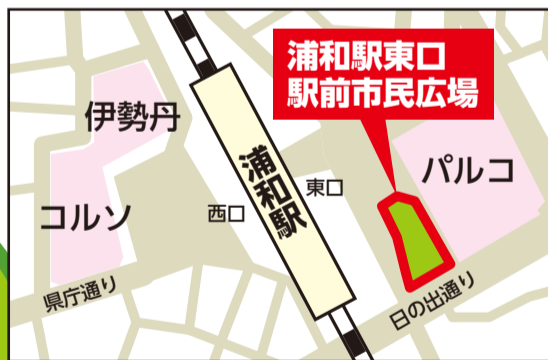 浦和駅東口
駅前市民広場
伊勢丹
コルソ
浦和駅
西口
東口
パルコ
県庁通り
日の出通り